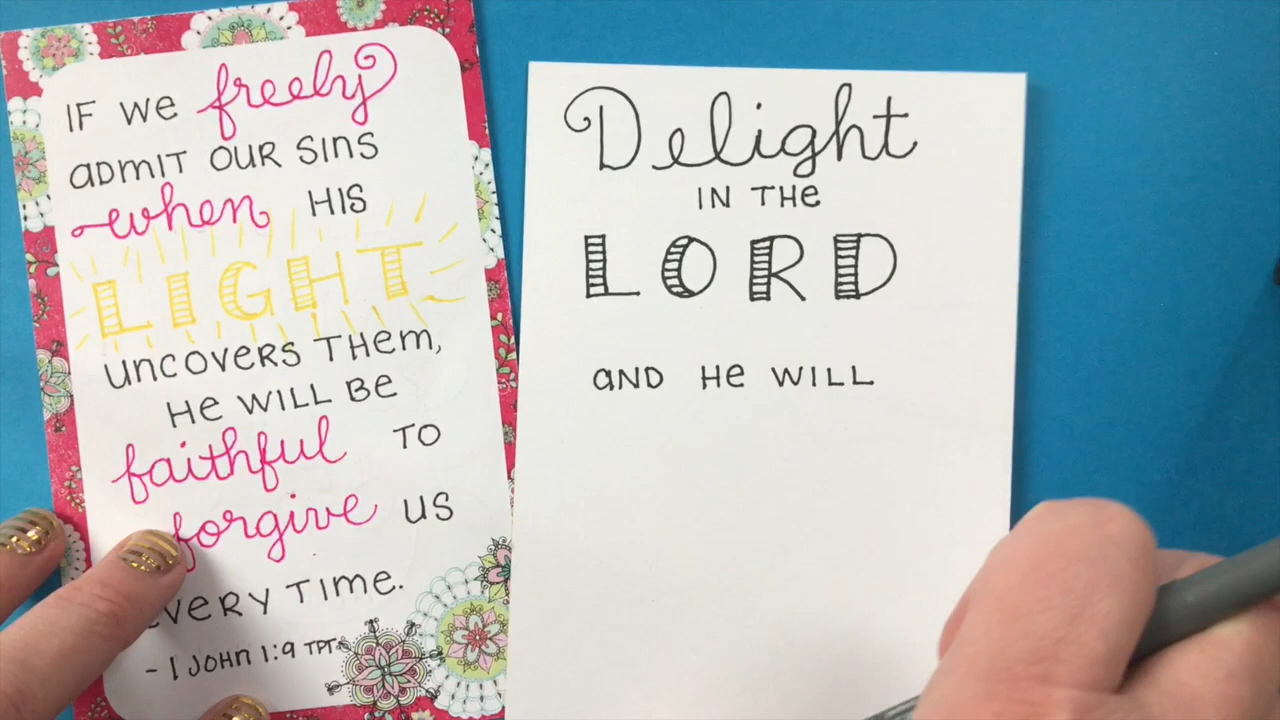 IF we freely
admit our sins
when HIS
LIGHT
uncovers THem,
He WILL Be
faithful TO
forgive us
every TIme.
- 1 JOHN 1:9 TPT
Delight
IN THe
LORD
aND He WILL